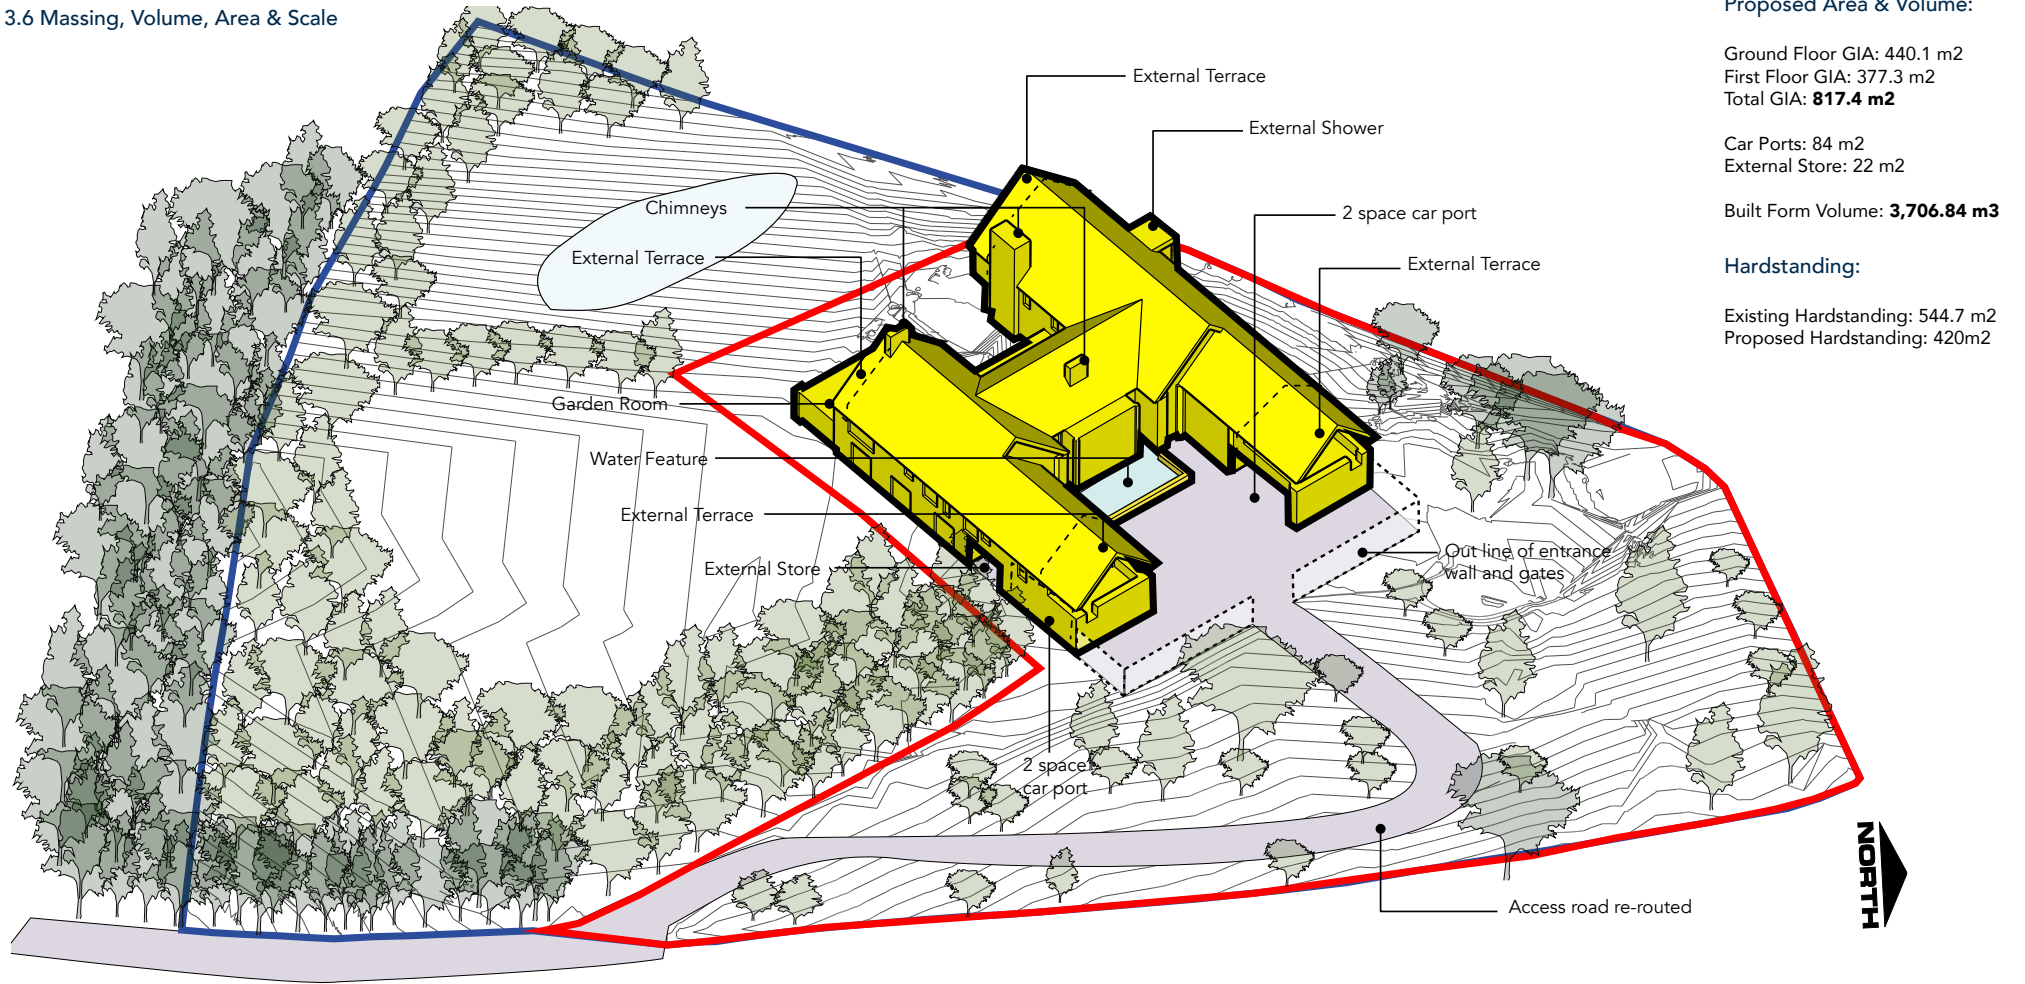 3.6 Massing, Volume, Area & Scale
Proposed Area & Volume:
Ground Floor GIA: 440.1 m2
First Floor GIA: 377.3 m2
Total GIA: 817.4 m2
Car Ports: 84 m2
External Store: 22 m2
Built Form Volume: 3,706.84 m3
Hardstanding:
Existing Hardstanding: 544.7 m2
Proposed Hardstanding: 420m2
External Terrace
External Shower
Chimneys
2 space car port
External Terrace
External Terrace
Garden Room
Water Feature
External Terrace
External Store
Out line of entrance
wall and gates
2 space
car port
Access road re-routed
NORTH